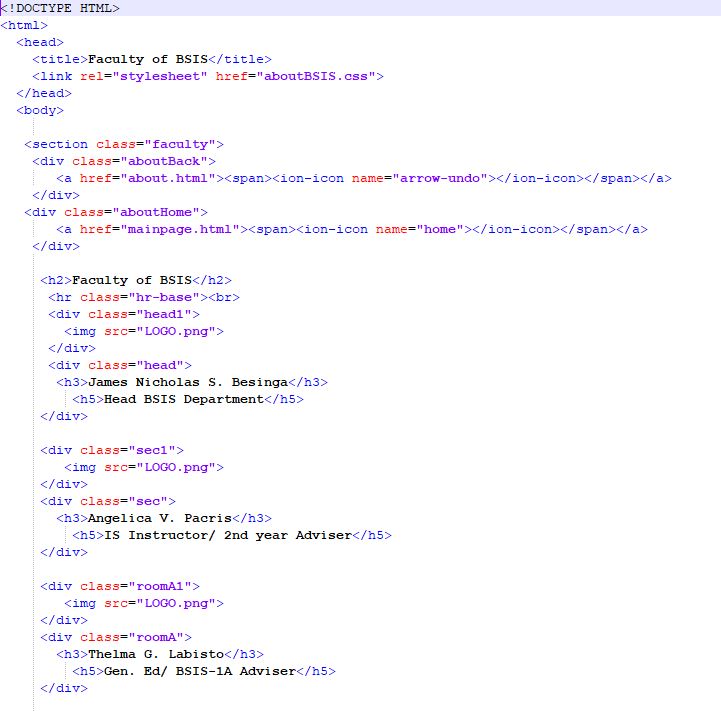 <!DOCTYPE HTML>
<html>
<head>
<title>Faculty of BSIS</title>
<link rel="stylesheet" href="aboutBSIS.css">
</head>
<body>
<section class="faculty">
<div class="aboutBack">
<a href="about.html"><span><ion-icon name="arrow-undo"></ion-icon></span></a>
</div>
<div class="aboutHome">
<a href="mainpage.html"><span><ion-icon name="home"></ion-icon></span></a>
</div>
<h2>Faculty of BSIS</h2>
<hr class="hr-base"><br>
<div class="head1">
<img src="LOGO.png">
</div>
<div class="head">
<h3>James Nicholas S. Besinga</h3>
<h5>Head BSIS Department</h5>
</div>
<div class="sec1">
<img src="LOGO.png">
</div>
<div class="sec">
<h3>Angelica V. Pacris</h3>
<h5>IS Instructor/ 2nd year Adviser</h5>
</div>
<div class="roomA1">
<img src="LOGO.png">
</div>
<div class="roomA">
<h3>Thelma G. Labisto</h3>
<h5>Gen. Ed/ BSIS-1A Adviser</h5>
</div>